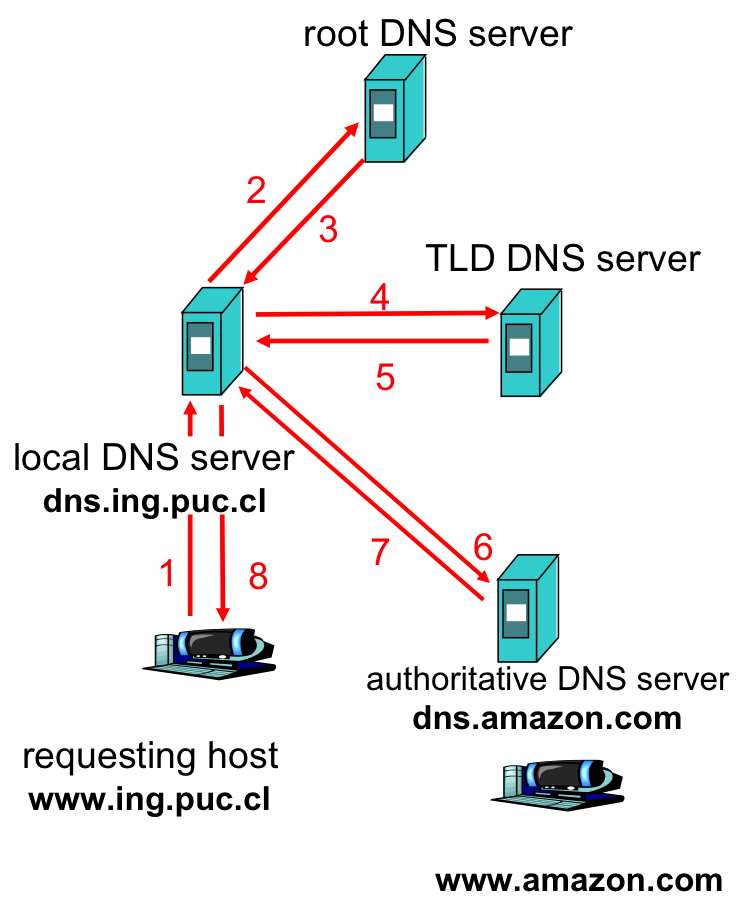 root DNS server
2
3
TLD DNS server
4
5
local DNS server
dns.ing.puc.cl
1
8
7
6
authoritative DNS server
dns.amazon.com
requesting host
www.ing.puc.cl
www.amazon.com